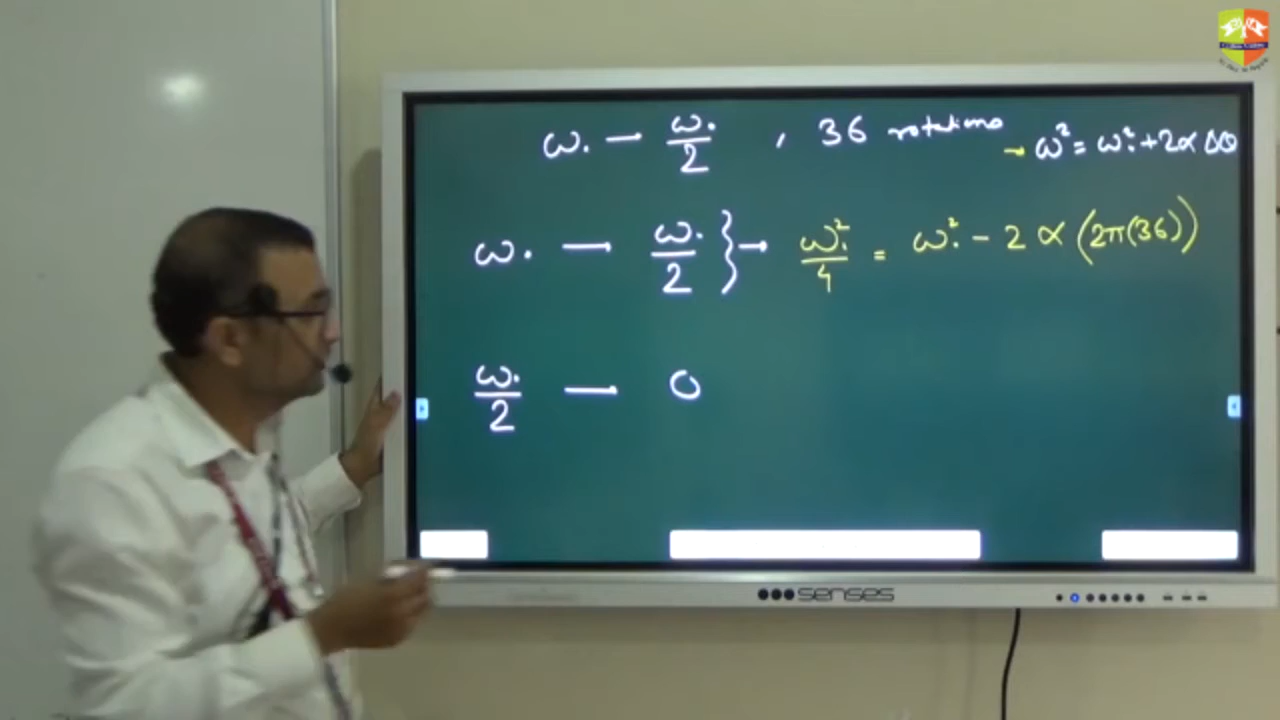 ω₀ — ω₀/2 , 36 rotations → ω² = ω₀² + 2αΔθ
ω₀ — ω₀/2 } → ω₀²/4 = ω₀² - 2α(2π(36))
ω₀/2 — 0
senses